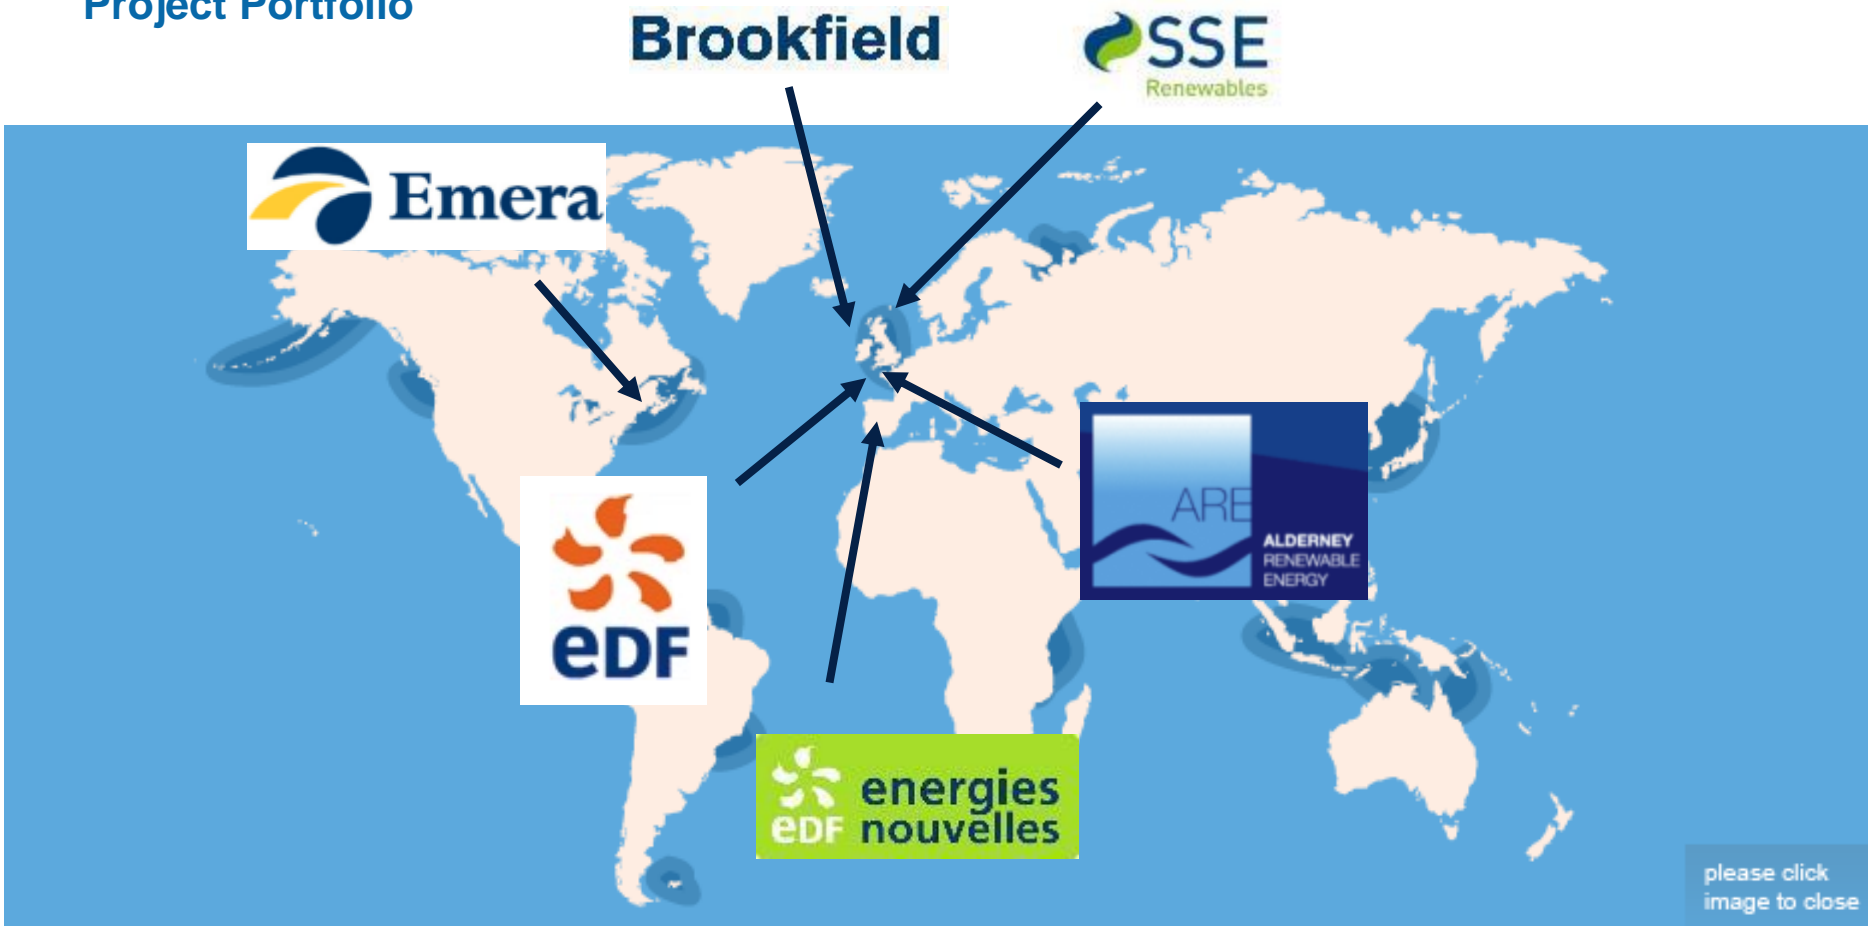 Project Portfolio
Brookfield
SSE
Renewables
Emera
ARE
ALDERNEY
RENEWABLE
ENERGY
eDF
eDF energies
nouvelles
please click
image to close